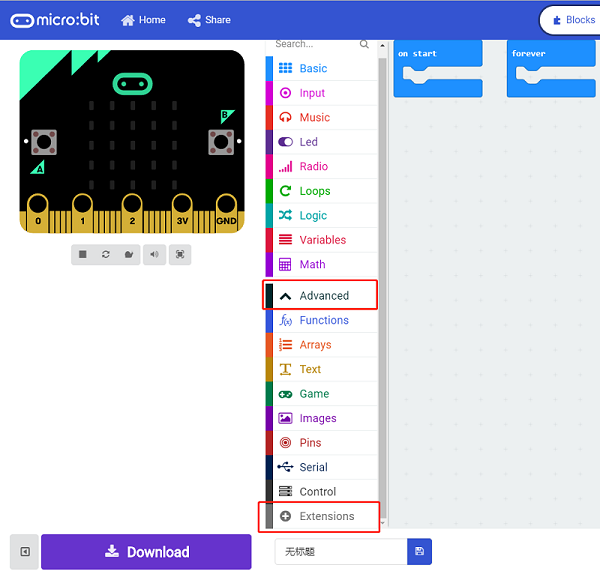 micro:bit
Home
Share
Blocks
Search...
Basic
Input
Music
Led
Radio
Loops
Logic
Variables
Math
Advanced
f(x) Functions
Arrays
Text
Game
Images
Pins
Serial
Control
Extensions
on start
forever
A
B
0 1 2 3V GND
Download
无标题